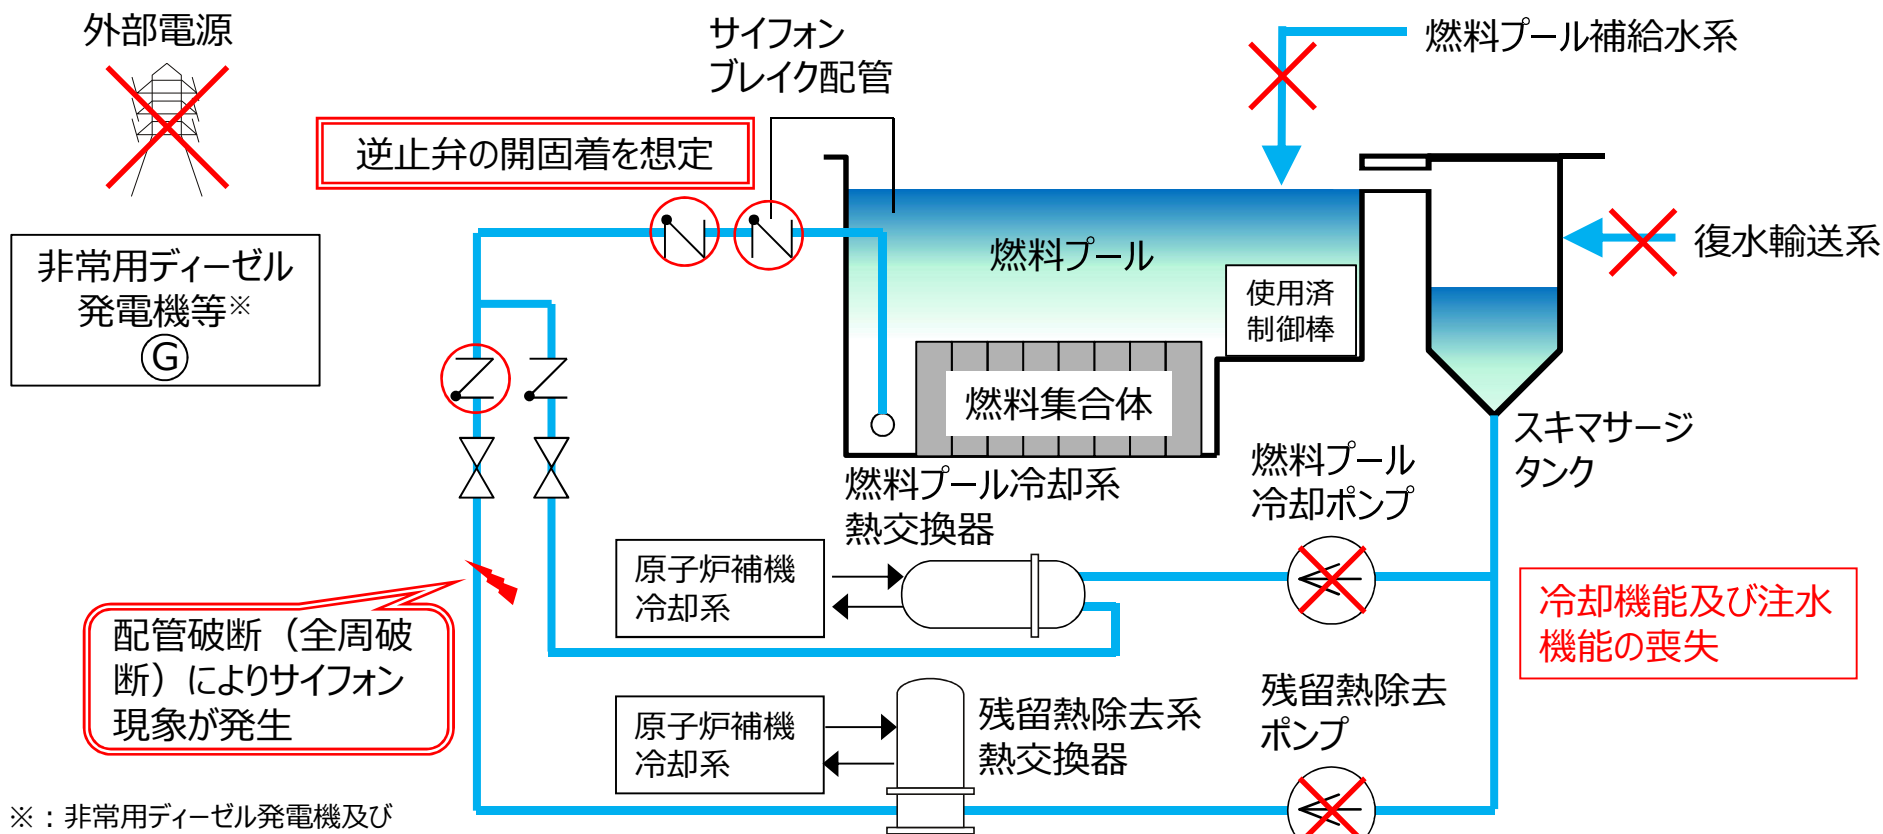 外部電源
サイフォン
ブレイク配管
燃料プール補給水系
逆止弁の開固着を想定
復水輸送系
燃料プール
非常用ディーゼル
発電機等※
G
使用済
制御棒
燃料集合体
スキマサージ
タンク
燃料プール冷却系
熱交換器
燃料プール
冷却ポンプ
原子炉補機
冷却系
冷却機能及び注水
機能の喪失
配管破断（全周破
断）によりサイフォン
現象が発生
残留熱除去系
熱交換器
残留熱除去
ポンプ
原子炉補機
冷却系
※：非常用ディーゼル発電機及び